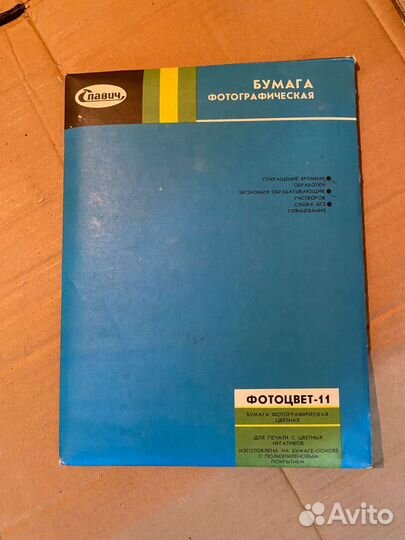 Славич
БУМАГА
ФОТОГРАФИЧЕСКАЯ
СОКРАЩЕНИЕ ВРЕМЕНИ
ОБРАБОТКИ
ЭКОНОМИЯ ОБРАБАТЫВАЮЩИХ
РАСТВОРОВ
СУШКА БЕЗ
ГЛЯНЦЕВАНИЯ
ФОТОЦВЕТ-11
БУМАГА ФОТОГРАФИЧЕСКАЯ
ЦВЕТНАЯ
ДЛЯ ПЕЧАТИ С ЦВЕТНЫХ
НЕГАТИВОВ
ИЗГОТОВЛЕНА НА БУМАГЕ-ОСНОВЕ
С ПОЛИЭТИЛЕНОВЫМ
ПОКРЫТИЕМ
Avito